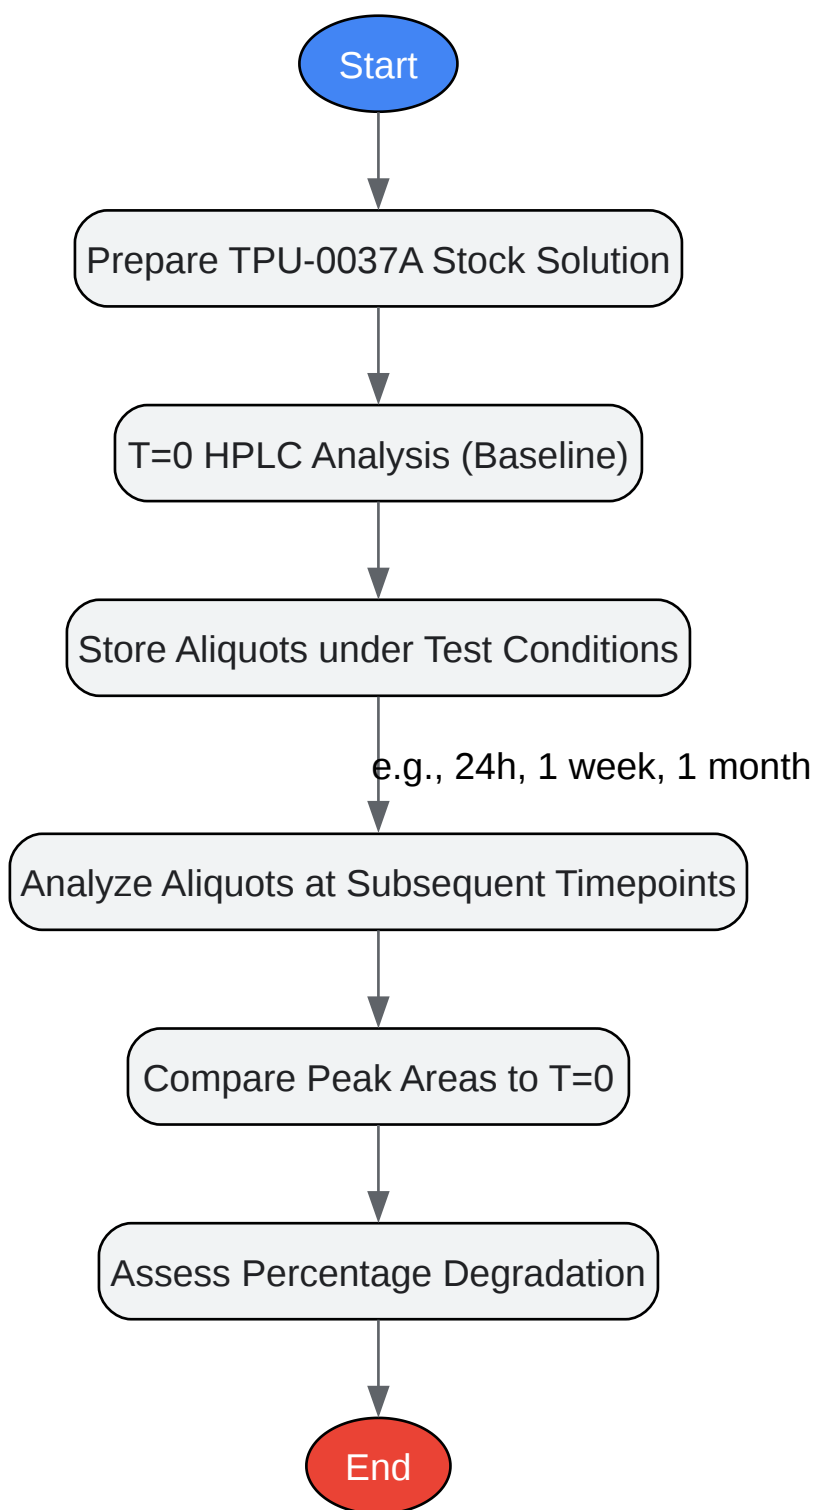 Start
Prepare TPU-0037A Stock Solution
T=0 HPLC Analysis (Baseline)
Store Aliquots under Test Conditions
e.g., 24h, 1 week, 1 month
Analyze Aliquots at Subsequent Timepoints
Compare Peak Areas to T=0
Assess Percentage Degradation
End